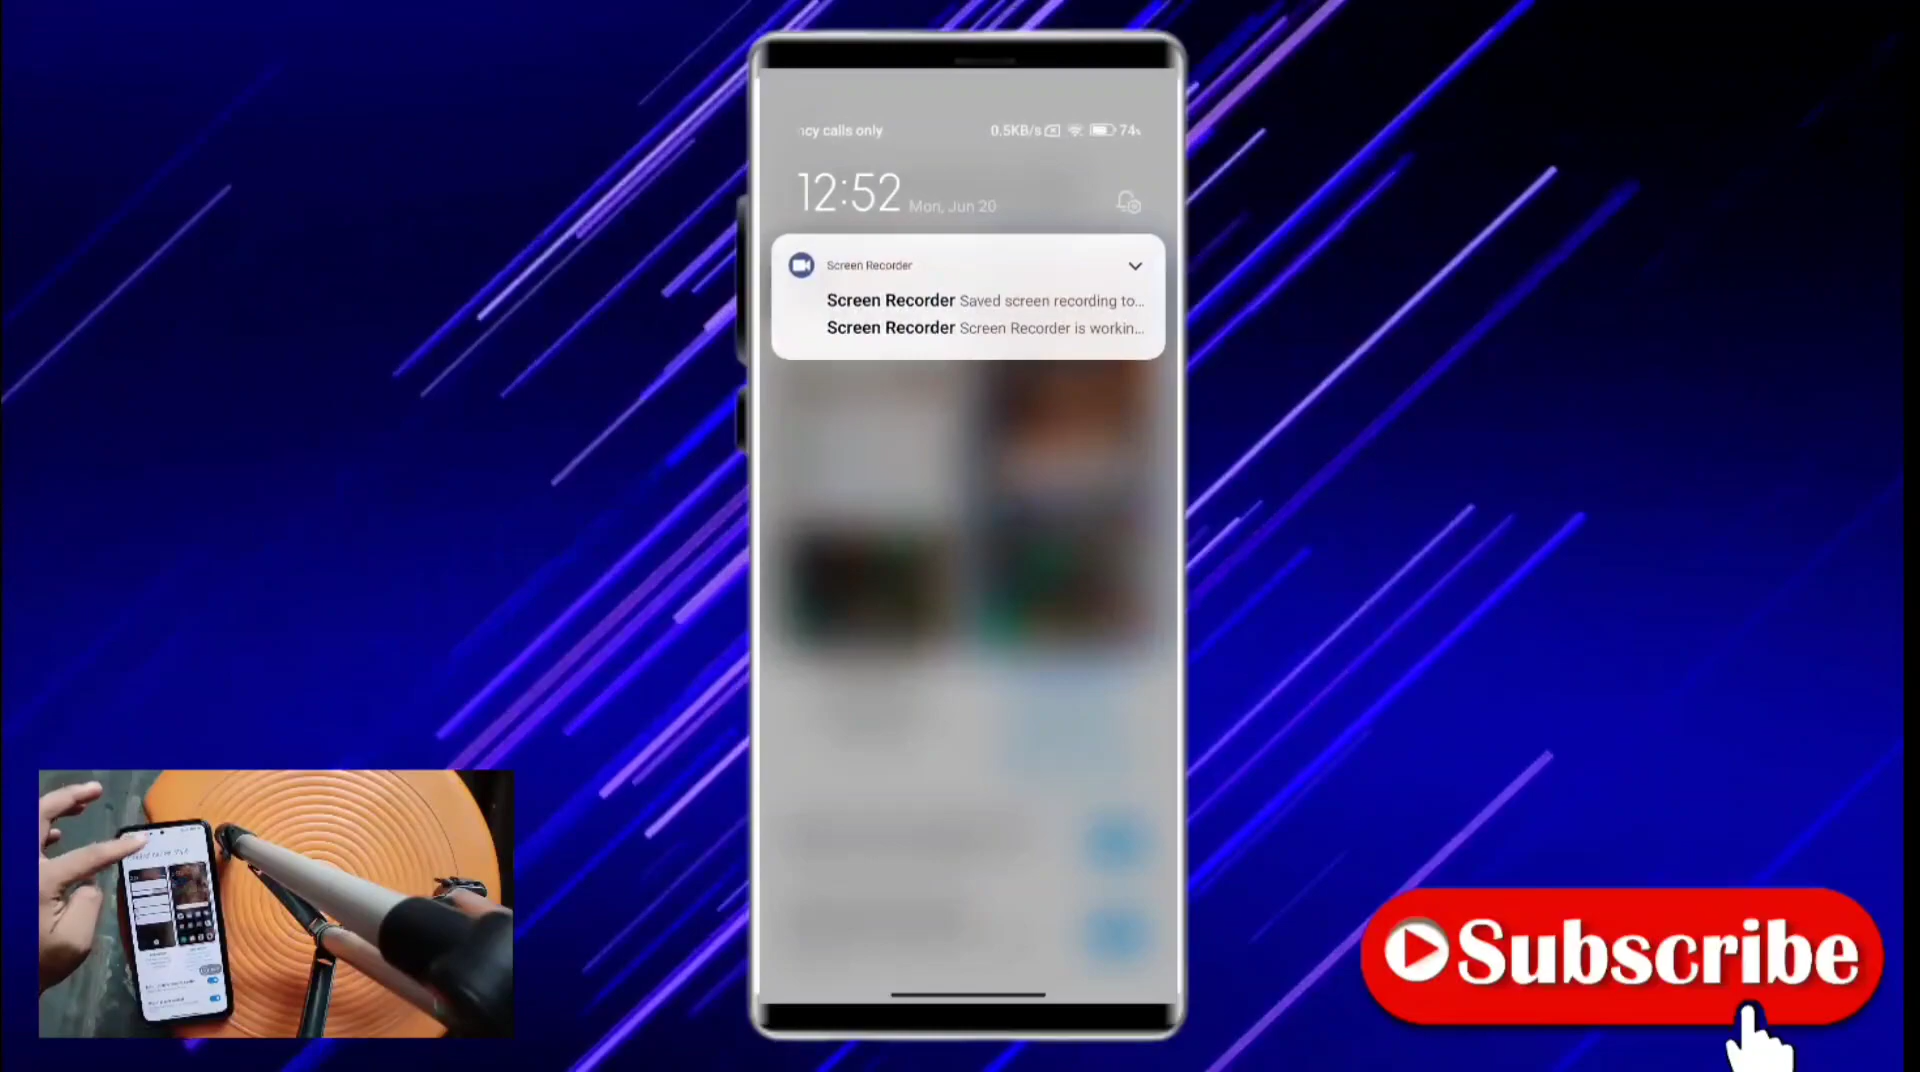 ncy calls only 0.5KB/s 74%
12:52 Mon, Jun 20
Screen Recorder
Screen Recorder Saved screen recording to...
Screen Recorder Screen Recorder is workin...
Subscribe